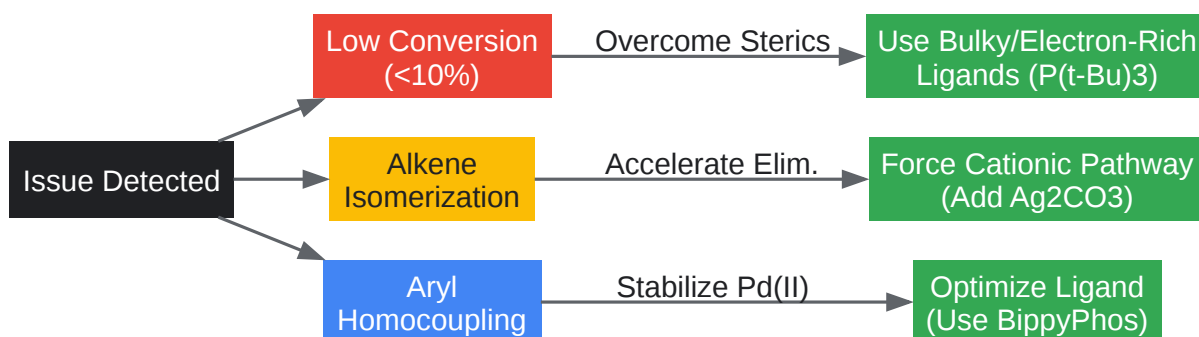 Issue Detected
Low Conversion
(<10%)
Overcome Sterics
Use Bulky/Electron-Rich
Ligands (P(t-Bu)3)
Alkene
Isomerization
Accelerate Elim.
Force Cationic Pathway
(Add Ag2CO3)
Aryl
Homocoupling
Stabilize Pd(II)
Optimize Ligand
(Use BippyPhos)